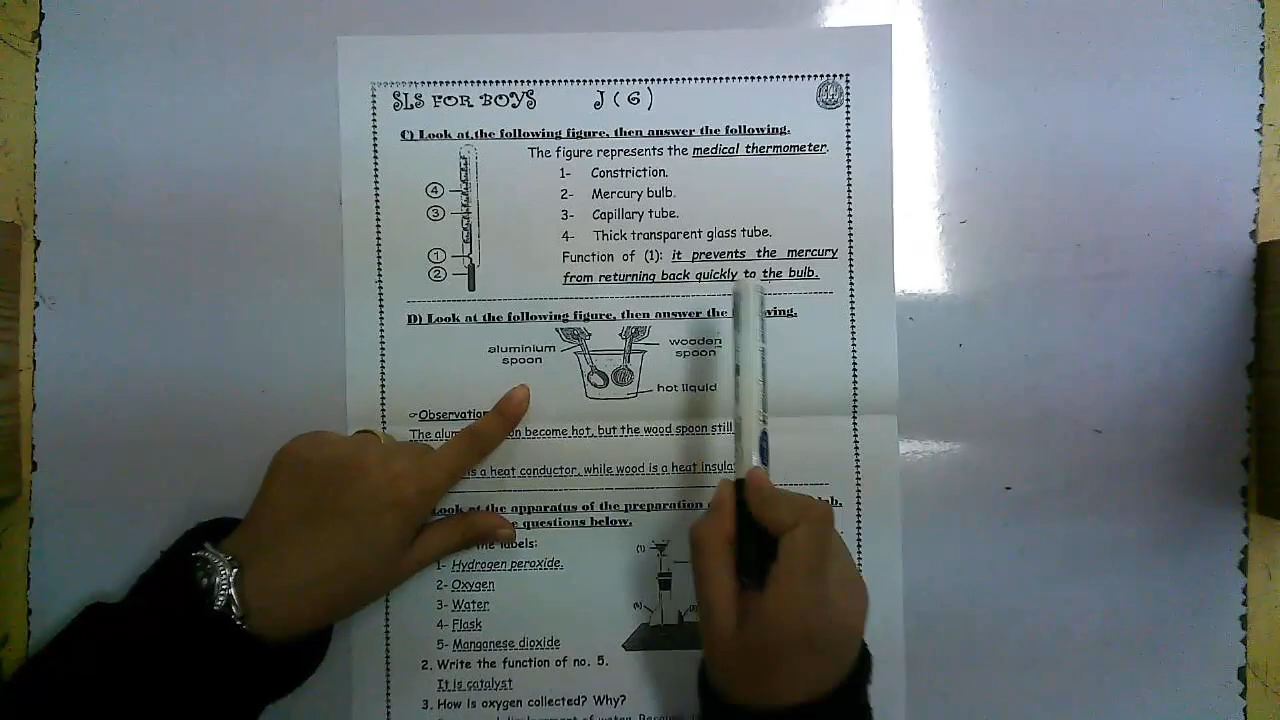 SLS FOR BOYS J ( 6 )
C) Look at the following figure, then answer the following.
The figure represents the medical thermometer.
1- Constriction.
2- Mercury bulb.
3- Capillary tube.
4- Thick transparent glass tube.
Function of (1): it prevents the mercury
from returning back quickly to the bulb.
4
3
1
2
D) Look at the following figure, then answer the
aluminium
spoon
wooden
spoon
hot liquid
The become hot, but the wood spoon still
is a heat conductor, while wood is a heat
at the apparatus of the preparation
questions below.
labels:
1- Hydrogen peroxide.
2- Oxygen
3- Water
4- Flask
5- Manganese dioxide
(1)
2. Write the function of no. 5.
It is catalyst
3. How is oxygen collected? Why?
displacement of water.